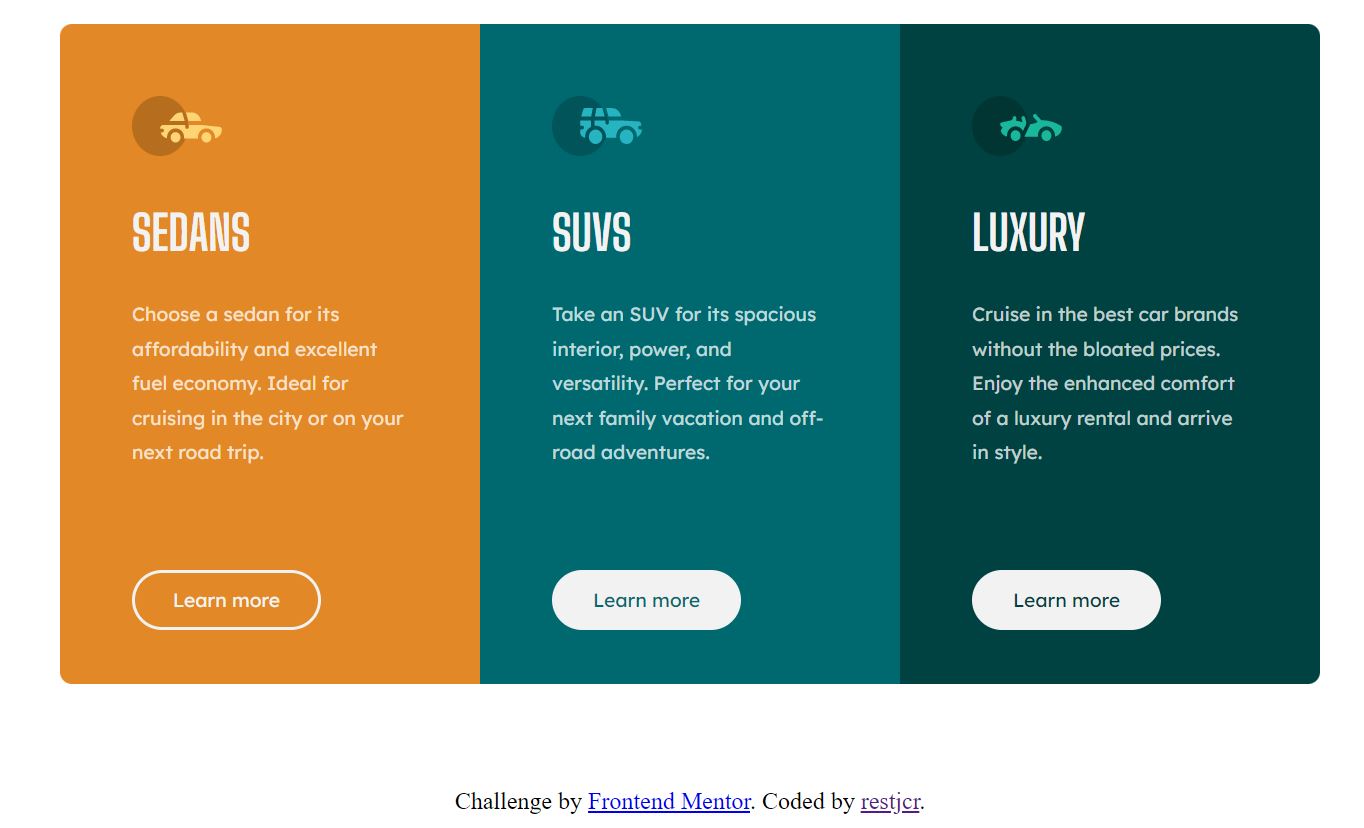 SEDANS
Choose a sedan for its
affordability and excellent
fuel economy. Ideal for
cruising in the city or on your
next road trip.
Learn more
SUVS
Take an SUV for its spacious
interior, power, and
versatility. Perfect for your
next family vacation and off-
road adventures.
Learn more
LUXURY
Cruise in the best car brands
without the bloated prices.
Enjoy the enhanced comfort
of a luxury rental and arrive
in style.
Learn more
Challenge by Frontend Mentor. Coded by restjcr.